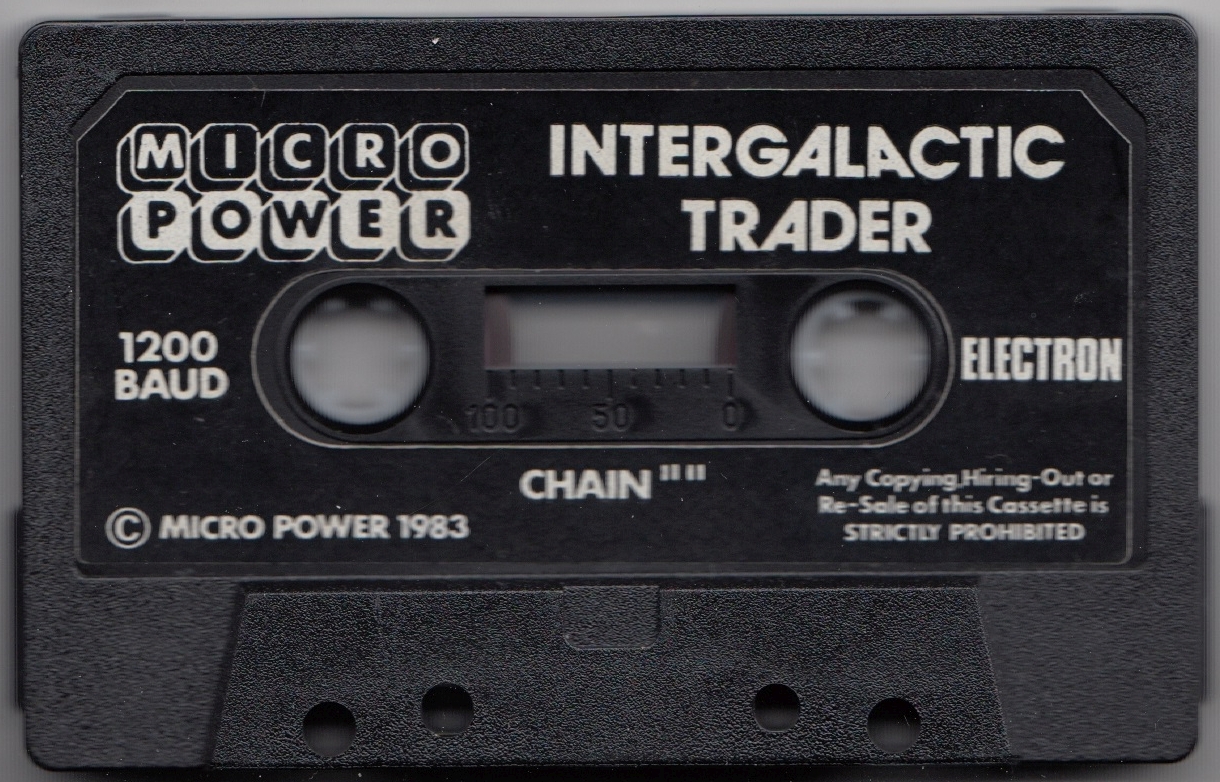 MICRO
POWER
INTERGALACTIC
TRADER
1200
BAUD
ELECTRON
100 50 0
CHAIN """"
Any Copying,Hiring-Out or
Re-Sale of this Cassette is
STRICTLY PROHIBITED
© MICRO POWER 1983